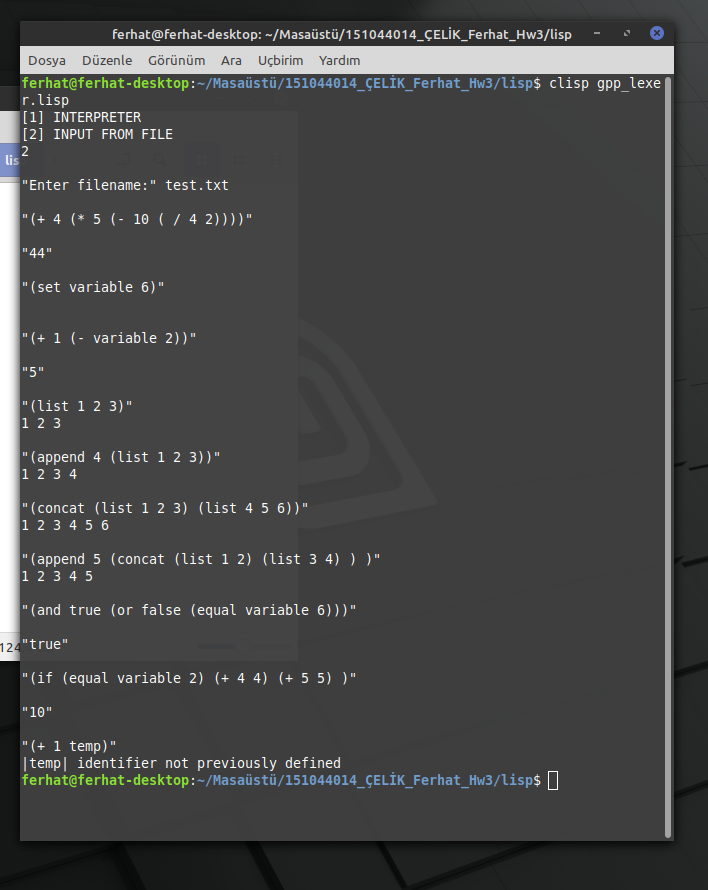 ferhat@ferhat-desktop: ~/Masaüstü/151044014_ÇELİK_Ferhat_Hw3/lisp
Dosya Düzenle Görünüm Ara Uçbirim Yardım
ferhat@ferhat-desktop:~/Masaüstü/151044014_ÇELİK_Ferhat_Hw3/lisp$ clisp gpp_lexe
r.lisp
[1] INTERPRETER
[2] INPUT FROM FILE
2
lis
"Enter filename:" test.txt
"(+ 4 (* 5 (- 10 ( / 4 2))))"
"44"
"(set variable 6)"
"(+ 1 (- variable 2))"
"5"
"(list 1 2 3)"
1 2 3
"(append 4 (list 1 2 3))"
1 2 3 4
"(concat (list 1 2 3) (list 4 5 6))"
1 2 3 4 5 6
"(append 5 (concat (list 1 2) (list 3 4) ) )"
1 2 3 4 5
"(and true (or false (equal variable 6)))"
124
"true"
"(if (equal variable 2) (+ 4 4) (+ 5 5) )"
"10"
"(+ 1 temp)"
|temp| identifier not previously defined
ferhat@ferhat-desktop:~/Masaüstü/151044014_ÇELİK_Ferhat_Hw3/lisp$